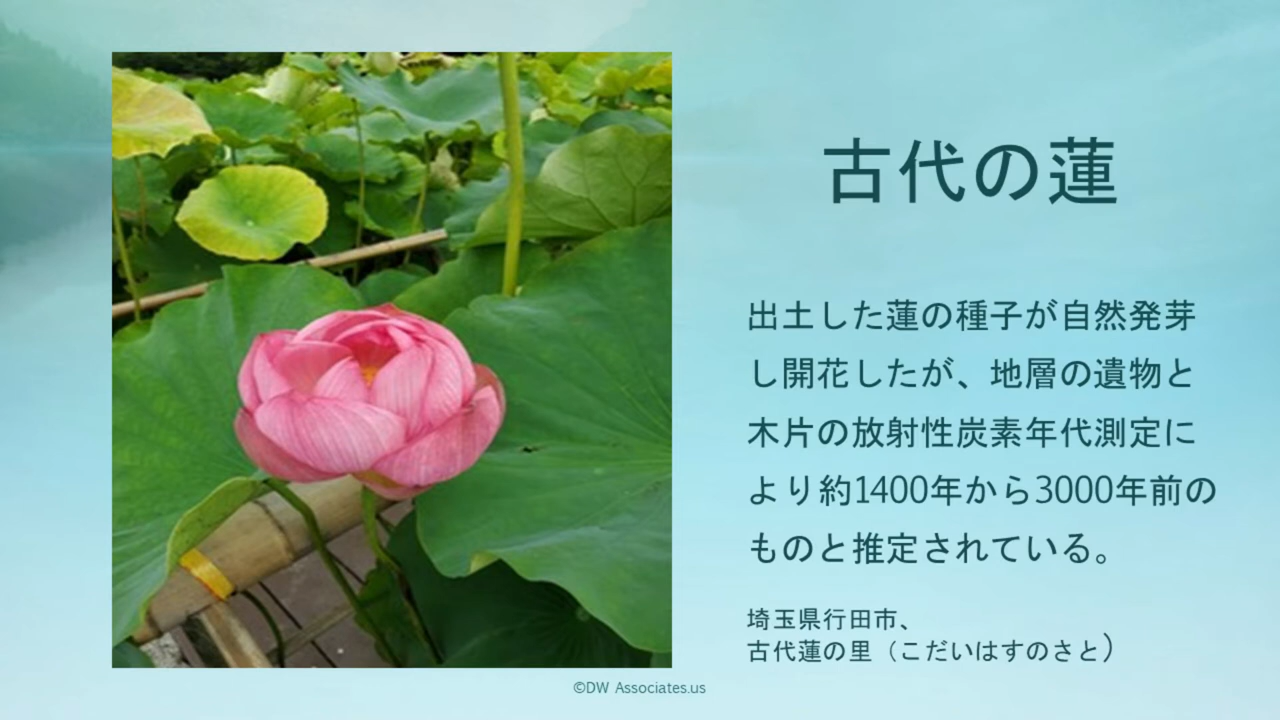 古代の蓮
出土した蓮の種子が自然発芽
し開花したが、地層の遺物と
木片の放射性炭素年代測定に
より約1400年から3000年前の
ものと推定されている。
埼玉県行田市、
古代蓮の里（こだいはすのさと)
©DW Associates.us